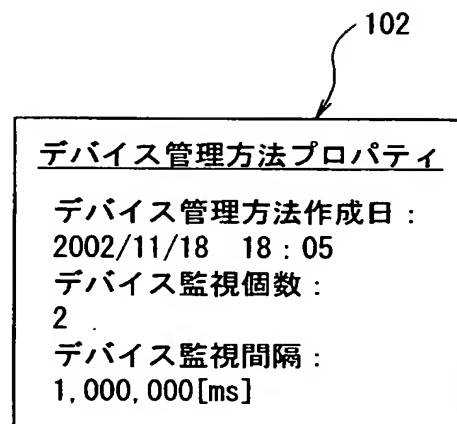 102
デバイス管理方法プロパティ
デバイス管理方法作成日：
2002/11/18 18：05
デバイス監視個数：
2
デバイス監視間隔：
1,000,000[ms]